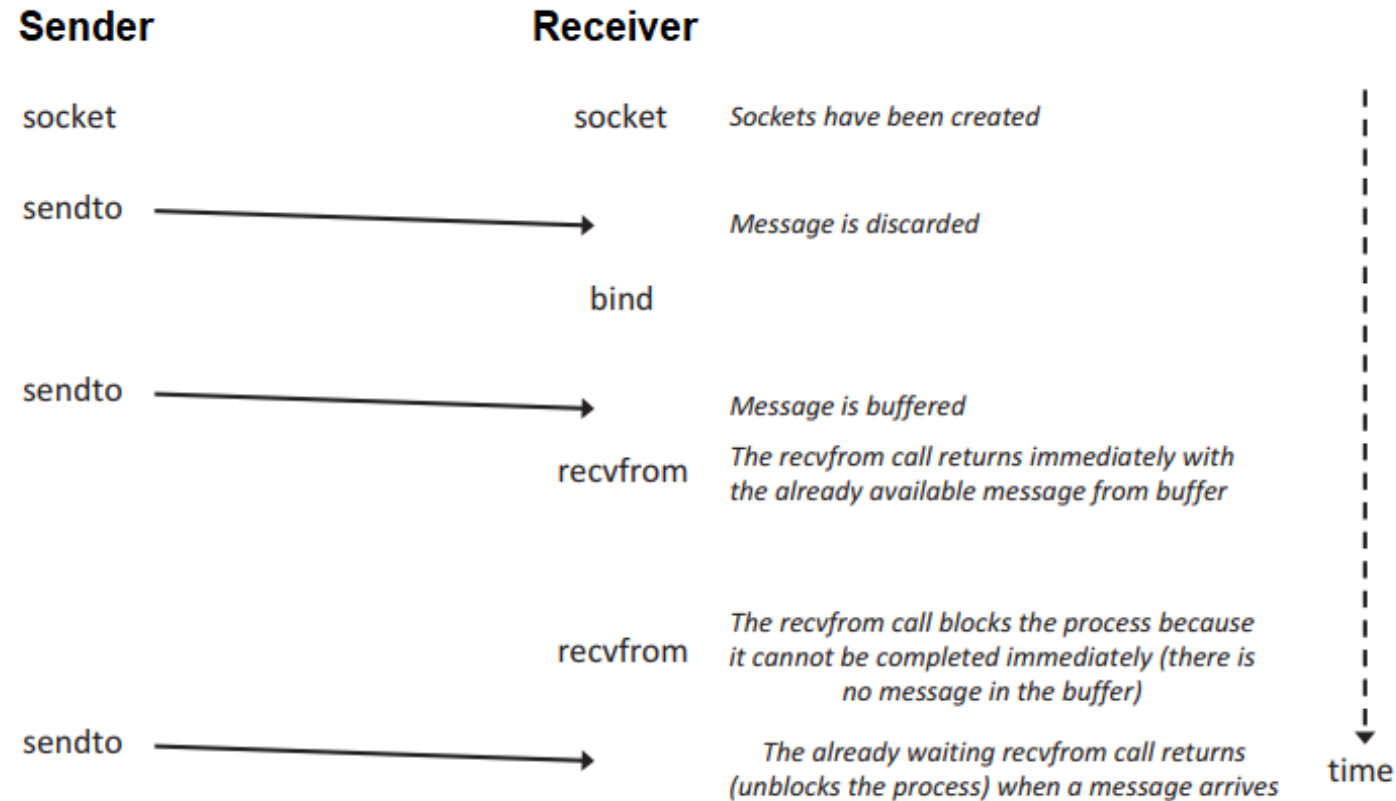 Sender Receiver
socket socket Sockets have been created
sendto Message is discarded
bind
sendto Message is buffered
recvfrom The recvfrom call returns immediately with
the already available message from buffer
The recvfrom call blocks the process because
recvfrom it cannot be completed immediately (there is
no message in the buffer)
sendto The already waiting recvfrom call returns
(unblocks the process) when a message arrives
time